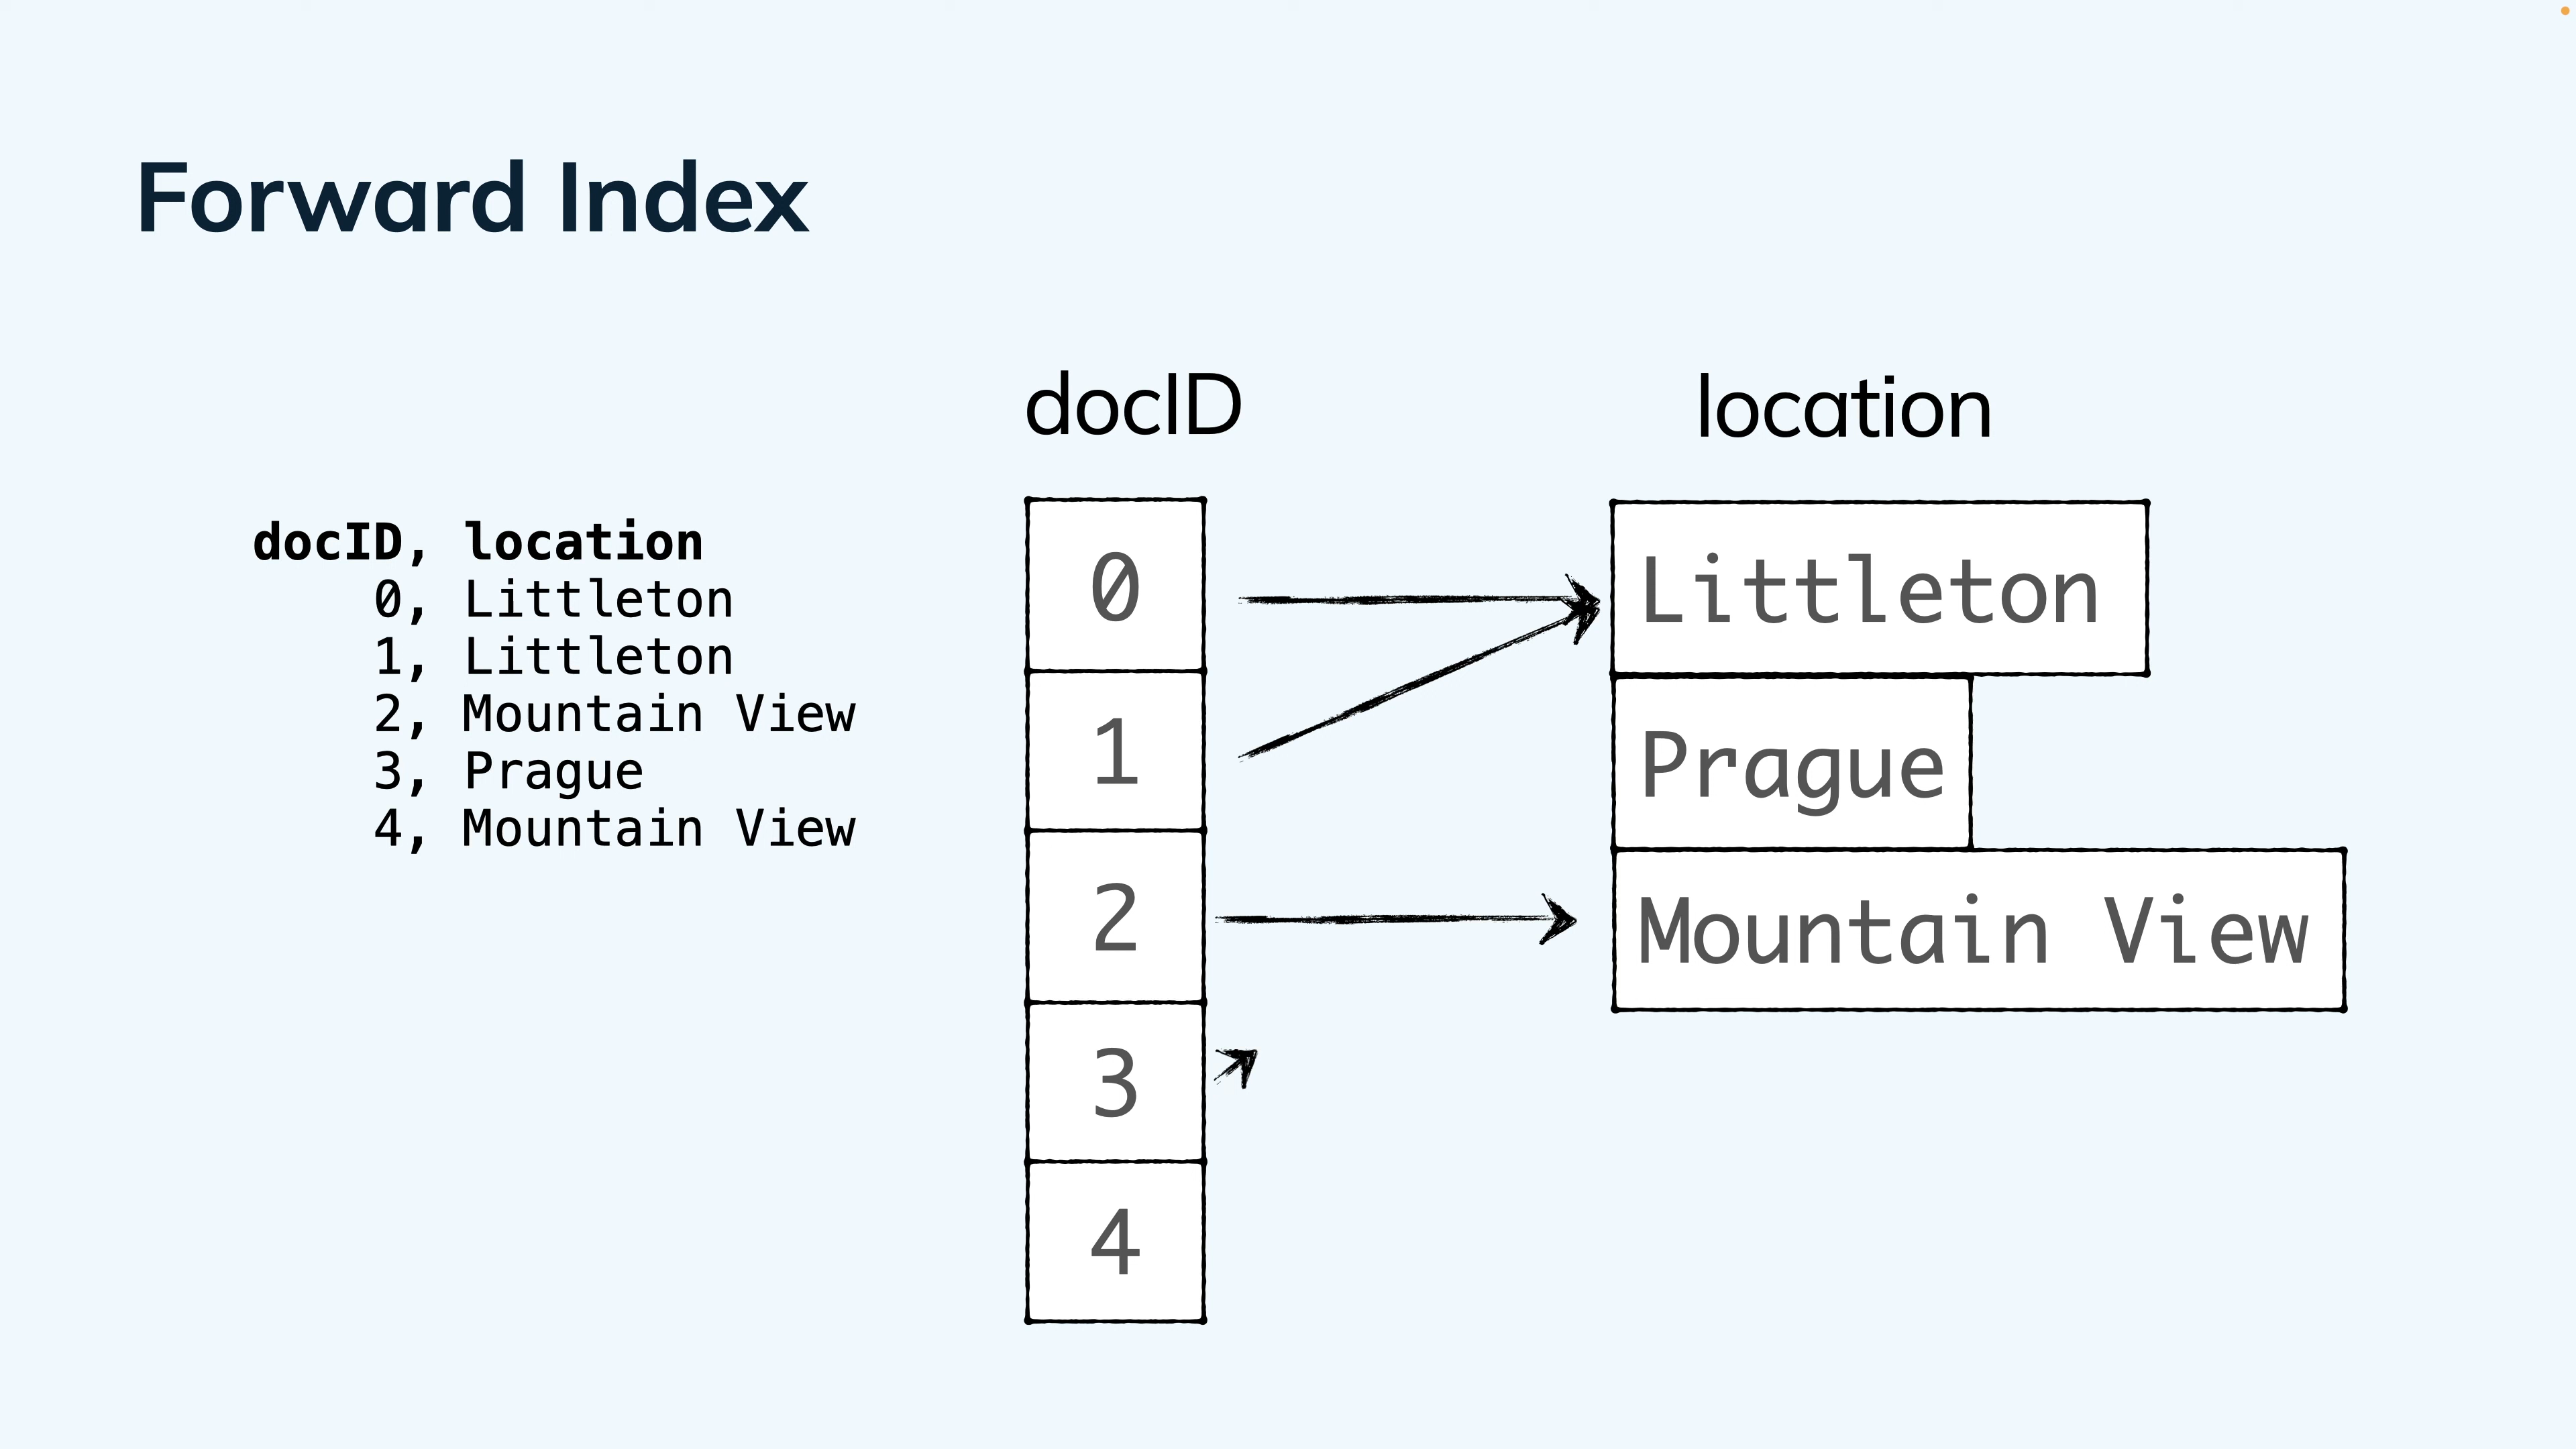 Forward Index
docID, location
0, Littleton
1, Littleton
2, Mountain View
3, Prague
4, Mountain View
docID
0
1
2
3
4
location
Littleton
Prague
Mountain View